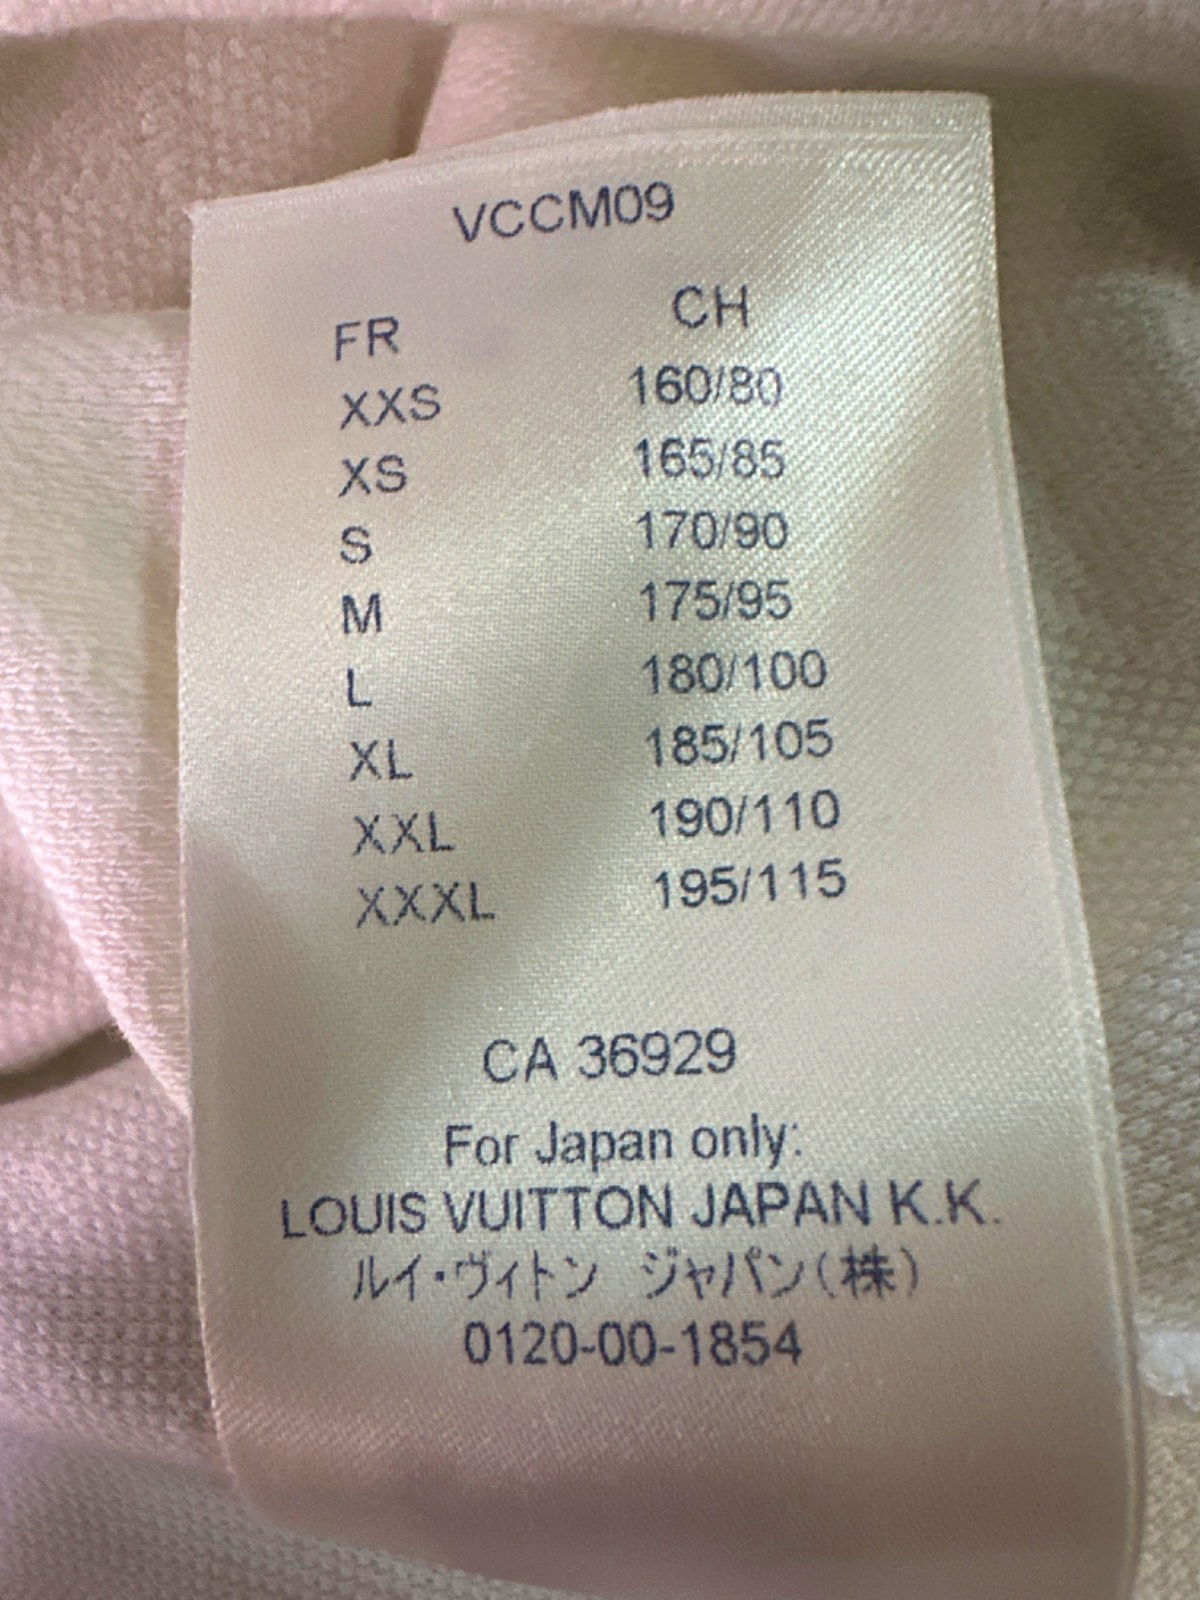 VCCM09
FR CH
XXS 160/80
XS 165/85
S 170/90
M 175/95
L 180/100
XL 185/105
XXL 190/110
XXXL 195/115
CA 36929
For Japan only:
LOUIS VUITTON JAPAN K.K.
ルイ・ヴィトン ジャパン(株)
0120-00-1854